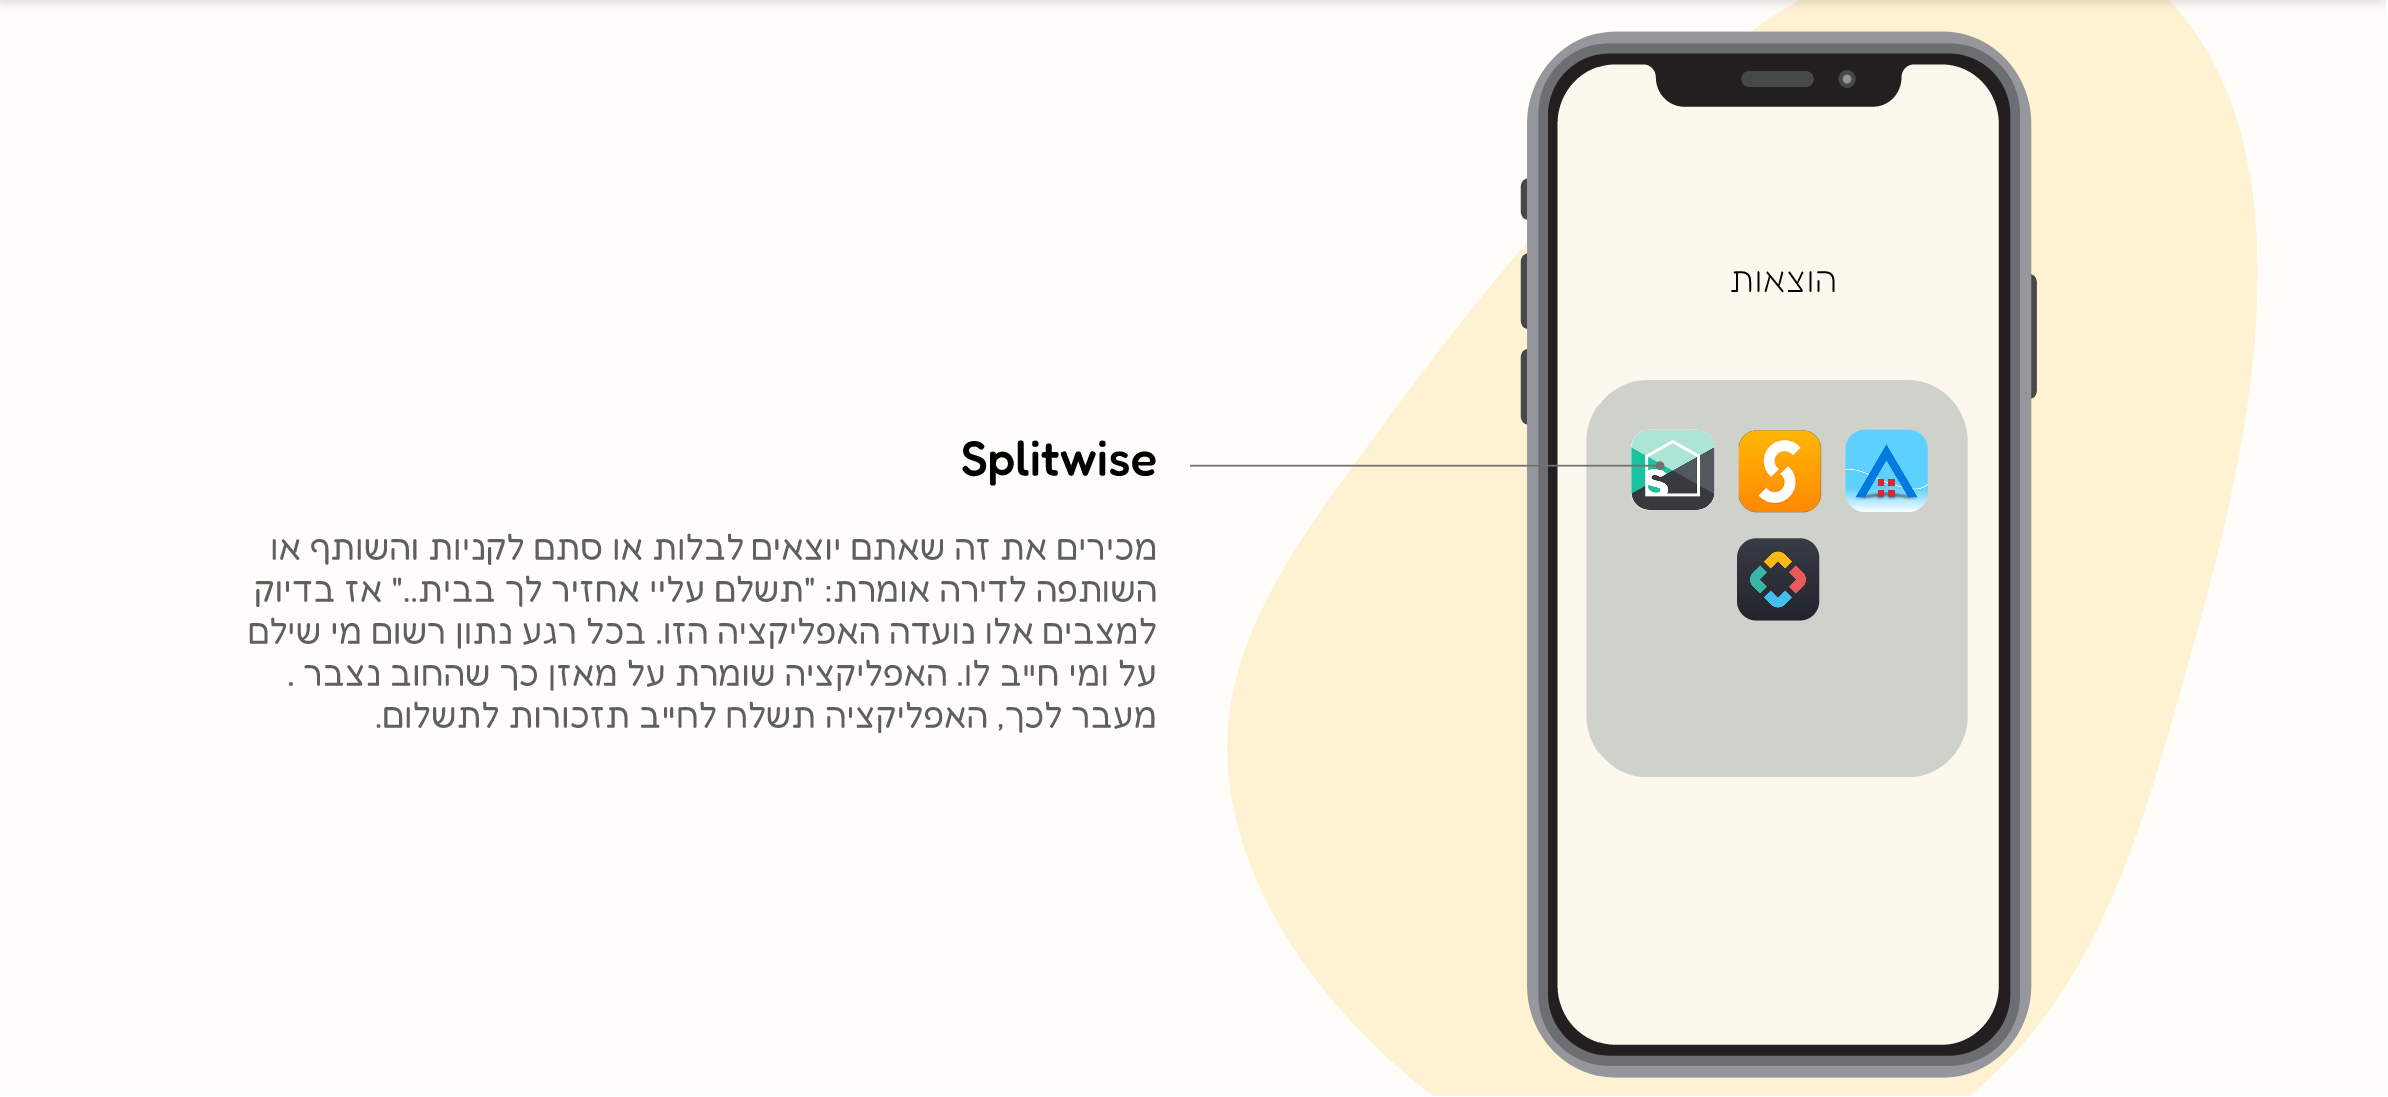 הוצאות
Splitwise
מכירים את זה שאתם יוצאים לבלות או סתם לקניות והשותף או
השותפה לדירה אומרת: "תשלם עליי אחזיר לך בבית.." אז בדיוק
למצבים אלו נועדה האפליקציה הזו. בכל רגע נתון רשום מי שילם
על ומי חייב לו. האפליקציה שומרת על מאזן כך שהחוב נצבר .
מעבר לכך, האפליקציה תשלח לחייב תזכורות לתשלום.